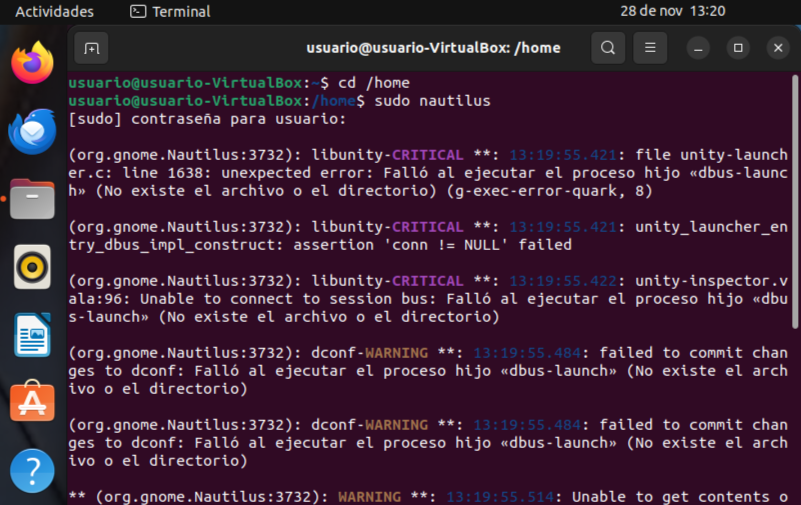 Actividades
Terminal
28 de nov 13:20
usuario@usuario-VirtualBox: /home
usuario@usuario-VirtualBox:~$ cd /home
usuario@usuario-VirtualBox:/home$ sudo nautilus
[sudo] contraseña para usuario:
(org.gnome.Nautilus:3732): libunity-CRITICAL **: 13:19:55.421: file unity-launch
er.c: line 1638: unexpected error: Falló al ejecutar el proceso hijo «dbus-launc
h» (No existe el archivo o el directorio) (g-exec-error-quark, 8)
(org.gnome.Nautilus:3732): libunity-CRITICAL **: 13:19:55.421: unity_launcher_en
try_dbus_impl_construct: assertion 'conn != NULL' failed
(org.gnome.Nautilus:3732): libunity-CRITICAL **: 13:19:55.422: unity-inspector.v
ala:96: Unable to connect to session bus: Falló al ejecutar el proceso hijo «dbu
s-launch» (No existe el archivo o el directorio)
(org.gnome.Nautilus:3732): dconf-WARNING **: 13:19:55.484: failed to commit chan
ges to dconf: Falló al ejecutar el proceso hijo «dbus-launch» (No existe el arch
ivo o el directorio)
(org.gnome.Nautilus:3732): dconf-WARNING **: 13:19:55.484: failed to commit chan
ges to dconf: Falló al ejecutar el proceso hijo «dbus-launch» (No existe el arch
ivo o el directorio)
** (org.gnome.Nautilus:3732): WARNING **: 13:19:55.514: Unable to get contents o